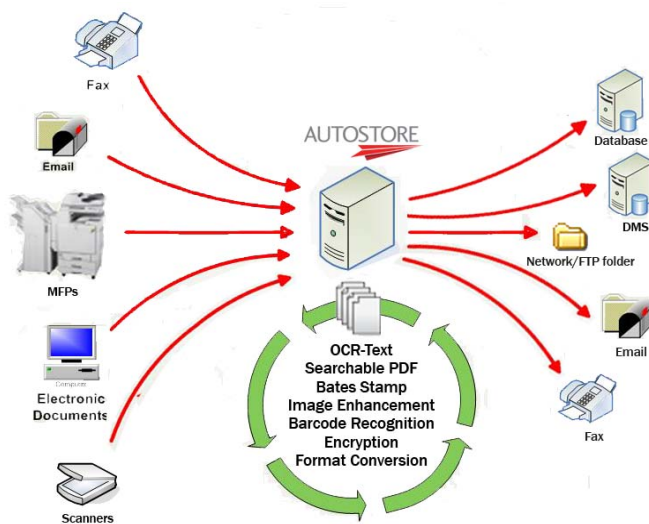 Fax
Email
MFPs
Computer
Electronic
Documents
Scanners
AUTOSTORE
OCR-Text
Searchable PDF
Bates Stamp
Image Enhancement
Barcode Recognition
Encryption
Format Conversion
Database
DMS
Network/FTP folder
Email
Fax